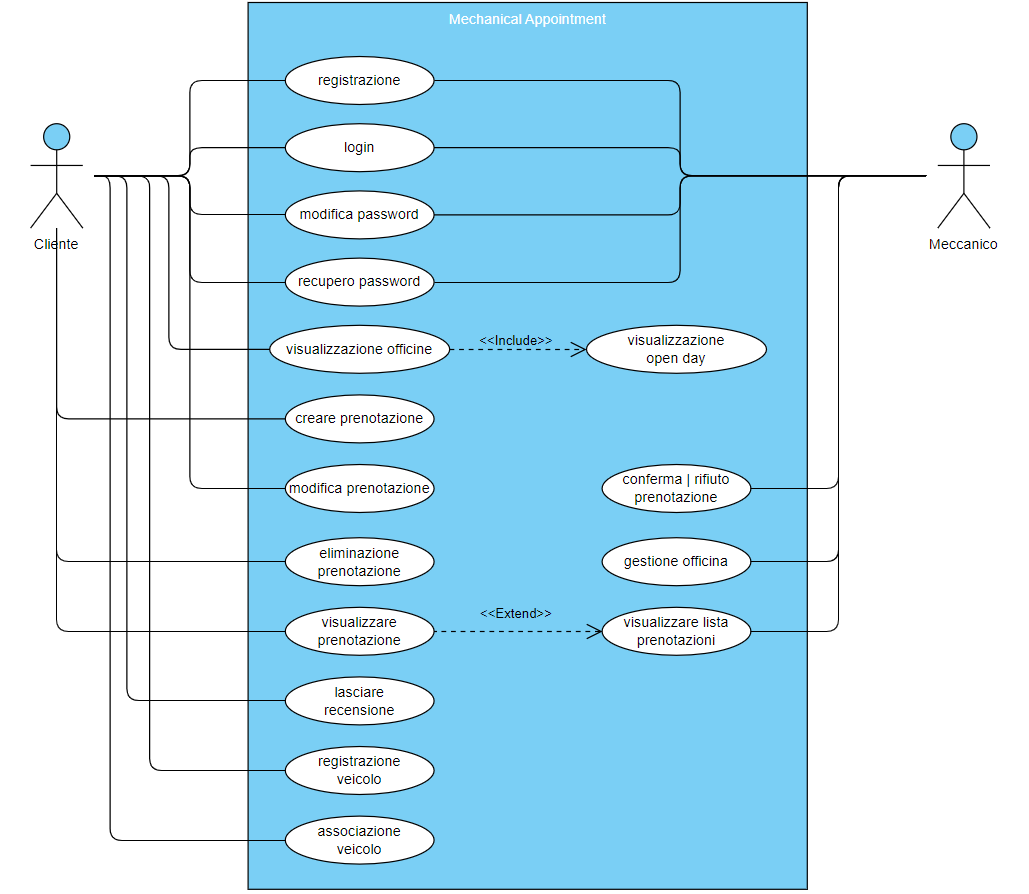 Mechanical Appointment
registrazione
login
modifica password
recupero password
Cliente
Meccanico
visualizzazione officine
<<Include>>
visualizzazione
open day
creare prenotazione
modifica prenotazione
conferma | rifiuto
prenotazione
eliminazione
prenotazione
gestione officina
visualizzare
prenotazione
<<Extend>>
visualizzare lista
prenotazioni
lasciare
recensione
registrazione
veicolo
associazione
veicolo